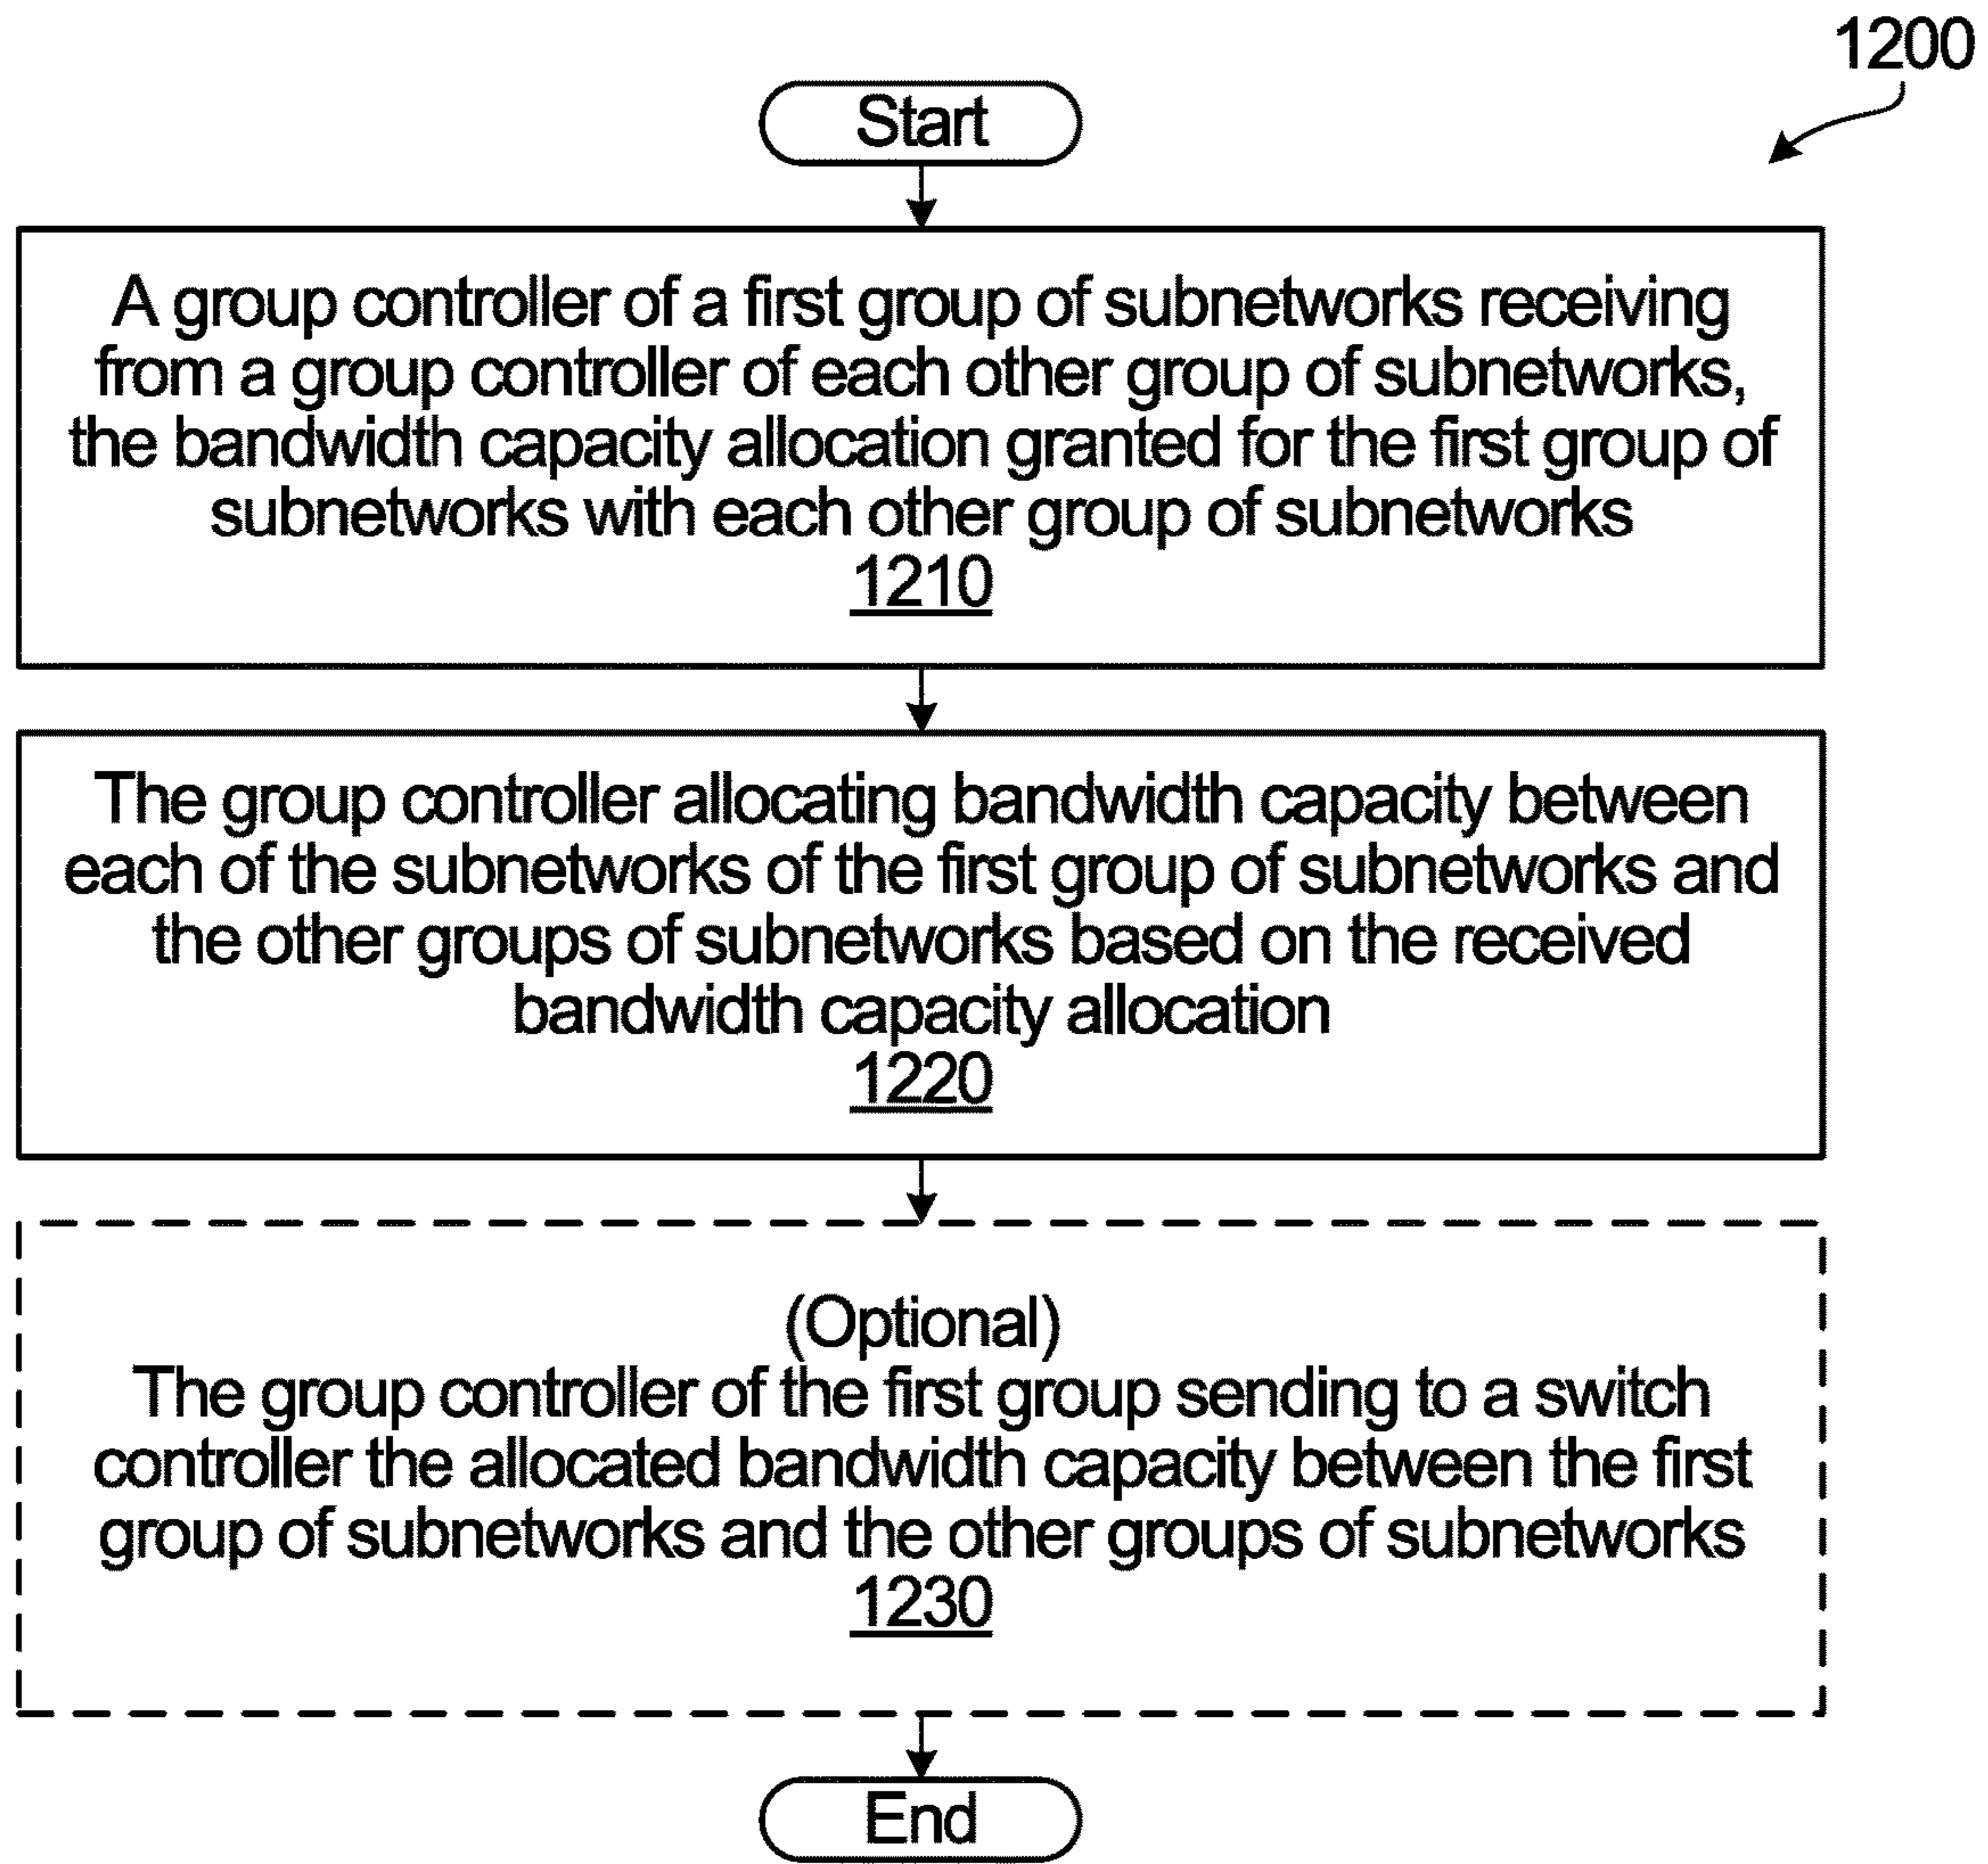 1200
Start
A group controller of a first group of subnetworks receiving
from a group controller of each other group of subnetworks,
the bandwidth capacity allocation granted for the first group of
subnetworks with each other group of subnetworks
1210
The group controller allocating bandwidth capacity between
each of the subnetworks of the first group of subnetworks and
the other groups of subnetworks based on the received
bandwidth capacity allocation
1220
(Optional)
The group controller of the first group sending to a switch
controller the allocated bandwidth capacity between the first
group of subnetworks and the other groups of subnetworks
1230
End